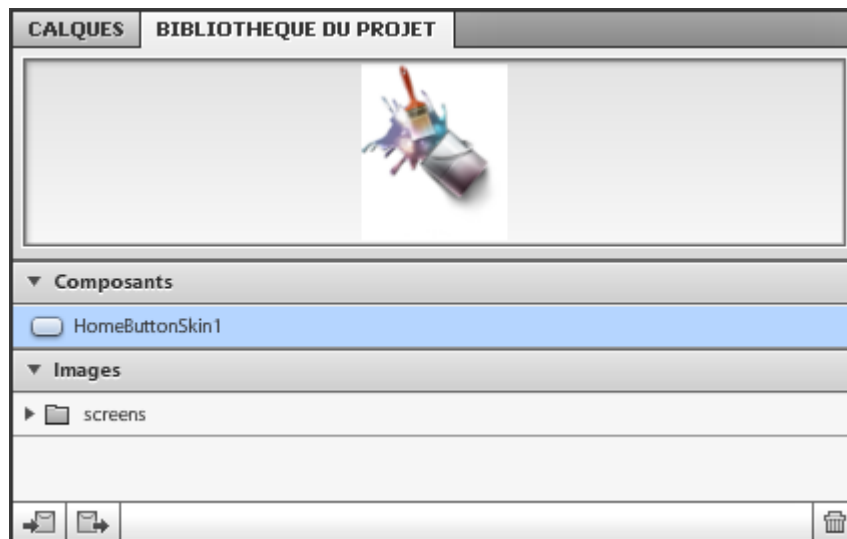 CALQUES BIBLIOTHEQUE DU PROJET
Composants
HomeButtonSkin1
Images
screens